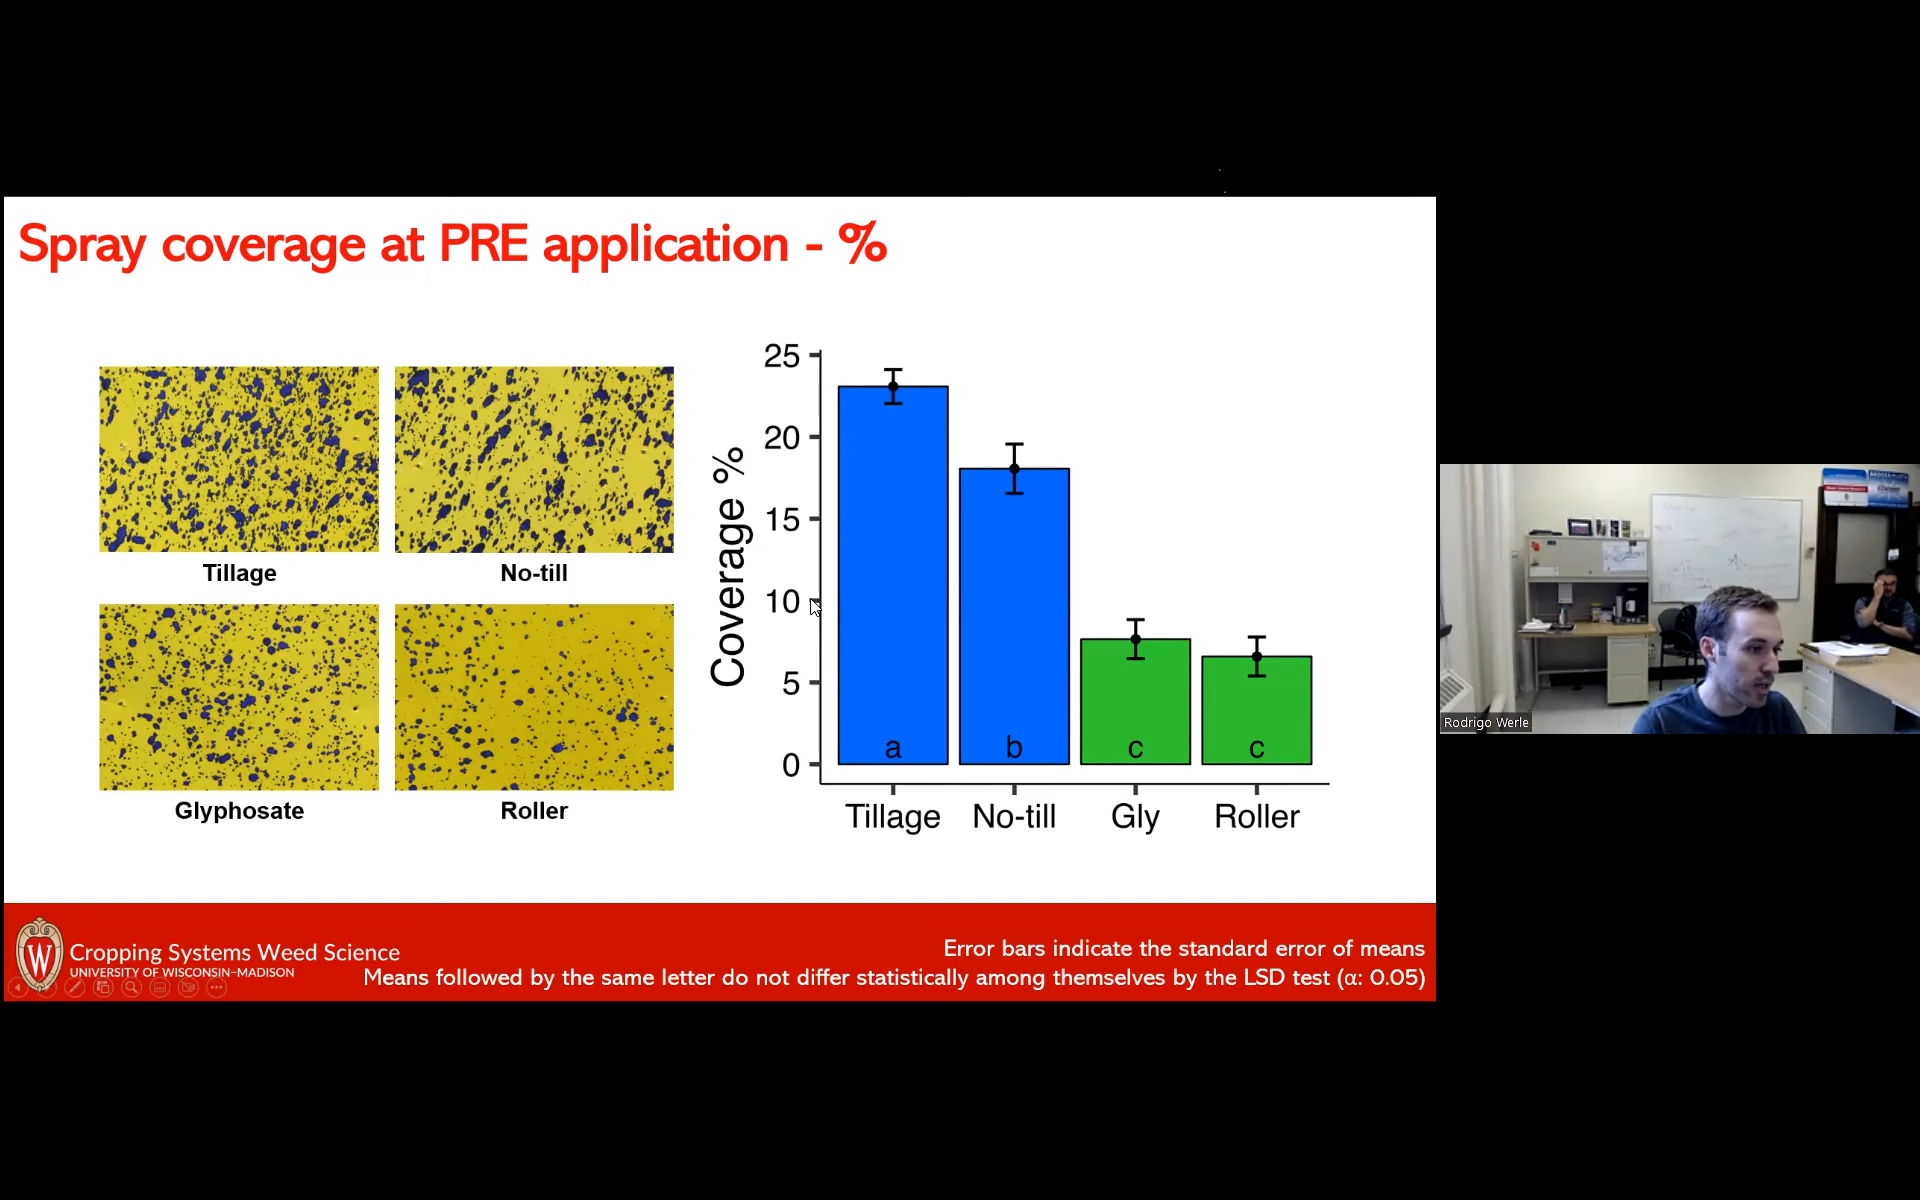 Spray coverage at PRE application - %
Tillage
No-till
Glyphosate
Roller
Coverage %
25
20
15
10
5
0
a
b
c
c
Tillage
No-till
Gly
Roller
W
Cropping Systems Weed Science
UNIVERSITY OF WISCONSIN–MADISON
Error bars indicate the standard error of means
Means followed by the same letter do not differ statistically among themselves by the LSD test (α: 0.05)
Rodrigo Werle